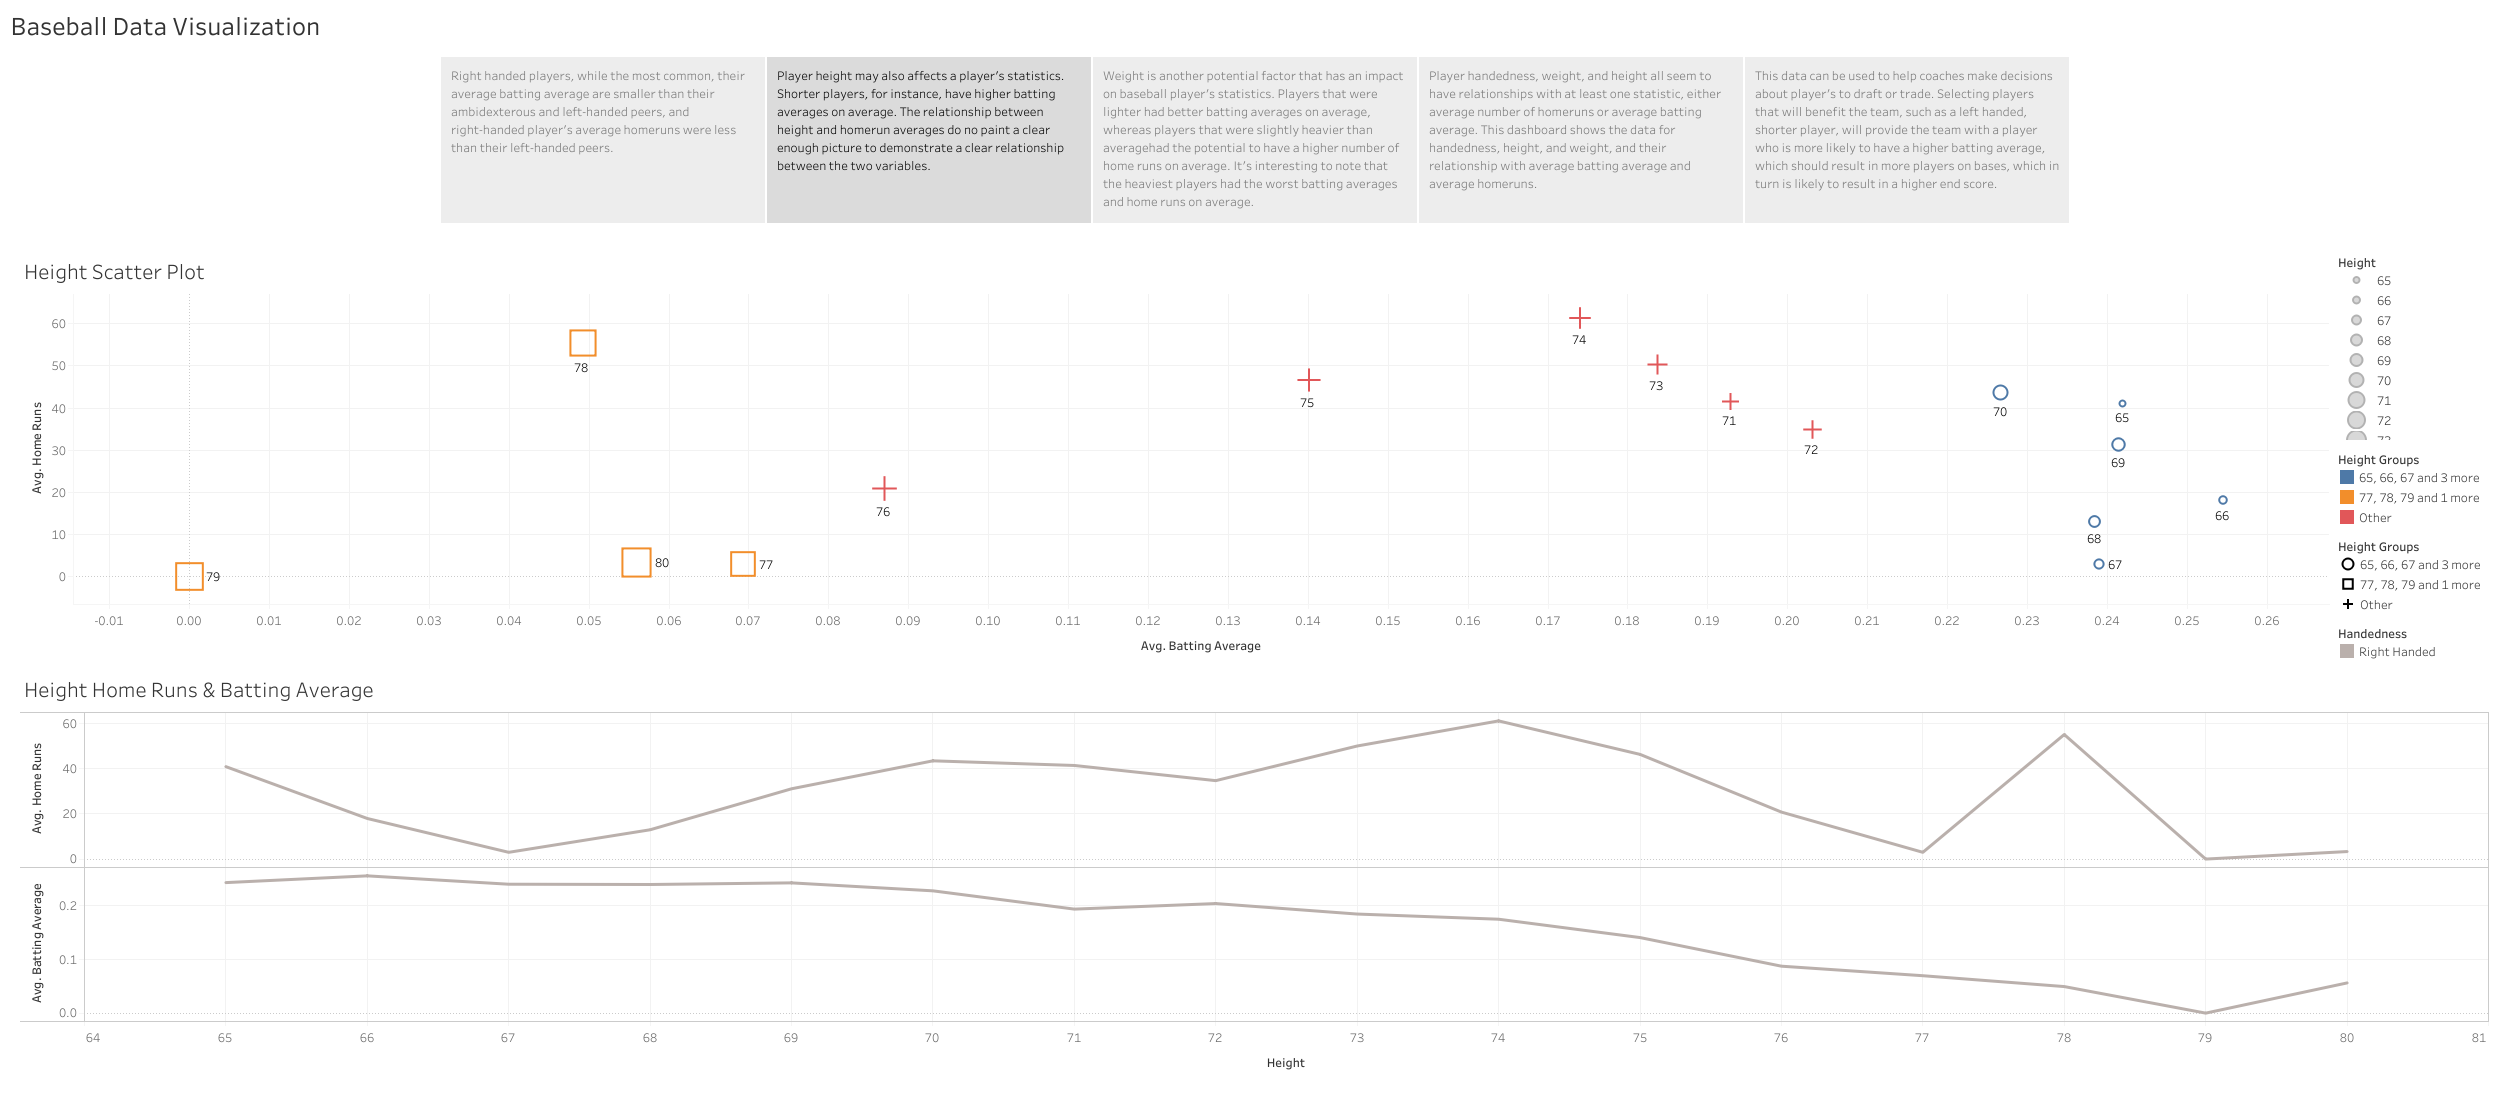 Baseball Data Visualization
Right handed players, while the most common, their
average batting average are smaller than their
ambidexterous and left-handed peers, and
right-handed player's average homeruns were less
than their left-handed peers.
Player height may also affects a player's statistics.
Shorter players, for instance, have higher batting
averages on average. The relationship between
height and homerun averages do no paint a clear
enough picture to demonstrate a clear relationship
between the two variables.
Weight is another potential factor that has an impact
on baseball player's statistics. Players that were
lighter had better batting averages on average,
whereas players that were slightly heavier than
averagehad the potential to have a higher number of
home runs on average. It's interesting to note that
the heaviest players had the worst batting averages
and home runs on average.
Player handedness, weight, and height all seem to
have relationships with at least one statistic, either
average number of homeruns or average batting
average. This dashboard shows the data for
handedness, height, and weight, and their
relationship with average batting average and
average homeruns.
This data can be used to help coaches make decisions
about player's to draft or trade. Selecting players
that will benefit the team, such as a left handed,
shorter player, will provide the team with a player
who is more likely to have a higher batting average,
which should result in more players on bases, which in
turn is likely to result in a higher end score.
Height Scatter Plot
Avg. Home Runs
60
50
40
30
20
10
0
78
74
75
73
71
72
70
65
69
66
76
68
67
79
80
77
-0.01 0.00 0.01 0.02 0.03 0.04 0.05 0.06 0.07 0.08 0.09 0.10 0.11 0.12 0.13 0.14 0.15 0.16 0.17 0.18 0.19 0.20 0.21 0.22 0.23 0.24 0.25 0.26
Avg. Batting Average
Height
65
66
67
68
69
70
71
72
73
Height Groups
65, 66, 67 and 3 more
77, 78, 79 and 1 more
Other
Height Groups
65, 66, 67 and 3 more
77, 78, 79 and 1 more
Other
Handedness
Right Handed
Height Home Runs & Batting Average
Avg. Home Runs
60
40
20
0
Avg. Batting Average
0.2
0.1
0.0
64 65 66 67 68 69 70 71 72 73 74 75 76 77 78 79 80 81
Height